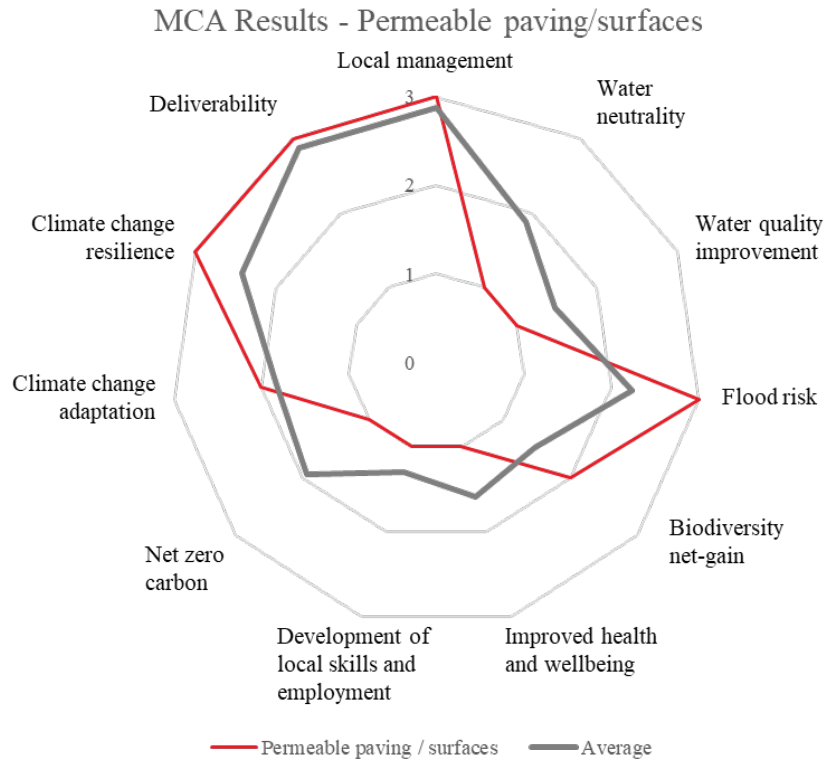 MCA Results - Permeable paving/surfaces
Local management
Water
neutrality
Water quality
improvement
Flood risk
Biodiversity
net-gain
Improved health
and wellbeing
Development of
local skills and
employment
Net zero
carbon
Climate change
adaptation
Climate change
resilience
Deliverability
3
2
1
0
Permeable paving / surfaces
Average